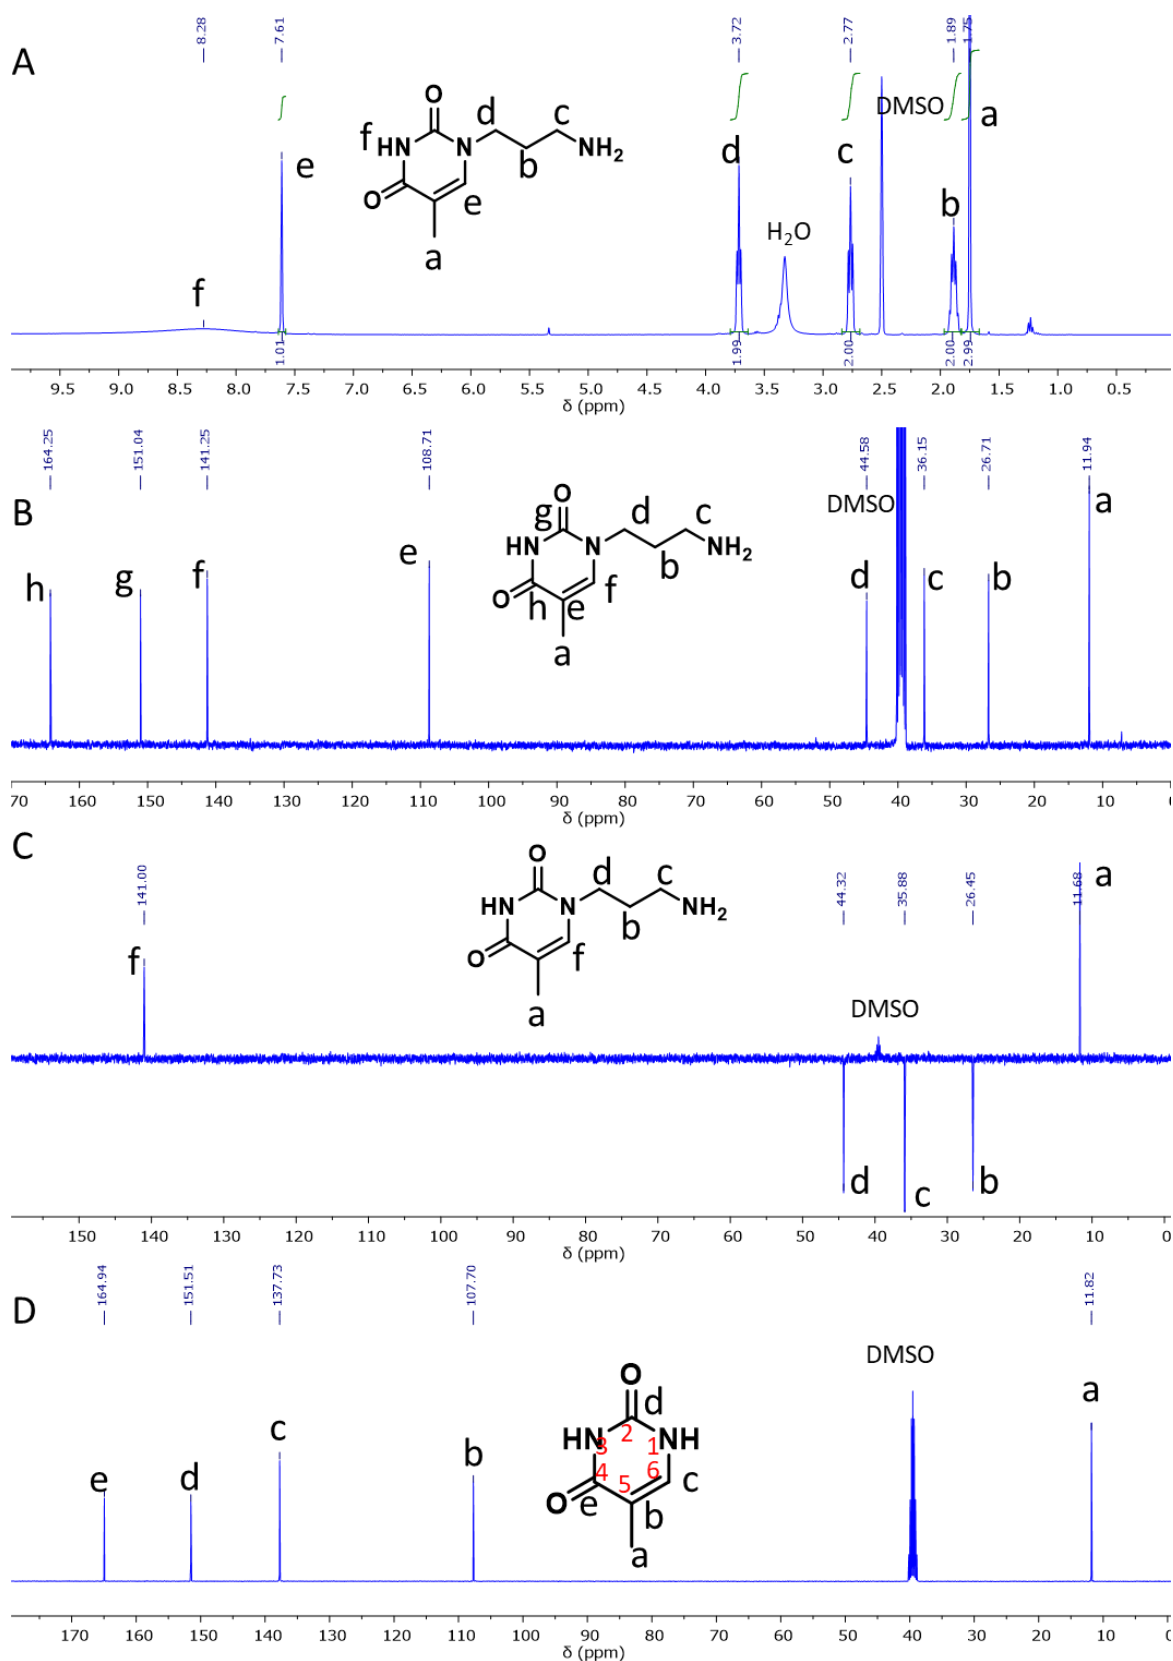 8.28 7.61 3.72 2.77 1.89 1.75
A
O d c DMSO
f HN N b NH2 a
e O e d c
a H2O b
f
1.01 1.99 2.00 2.00 2.99
9.5 9.0 8.5 8.0 7.5 7.0 6.5 6.0 5.5 5.0 4.5 4.0 3.5 3.0 2.5 2.0 1.5 1.0 0.5
δ (ppm)
164.25 151.04 141.25 108.71 44.58 36.15 26.71 11.94
B
O DMSO a
g d c
HN N b NH2
h g f e O h e f d c b
a
70 160 150 140 130 120 110 100 90 80 70 60 50 40 30 20 10 0
δ (ppm)
C
141.00 44.32 35.88 26.45 11.68
O d c a
HN N b NH2
f O f
a DMSO
d c b
150 140 130 120 110 100 90 80 70 60 50 40 30 20 10 0
δ (ppm)
164.94 151.51 137.73 107.70 11.82
D
DMSO
O d a
c HN 3 2 1 NH
e d b 4 5 6 c
O e b
a
170 160 150 140 130 120 110 100 90 80 70 60 50 40 30 20 10 0
δ (ppm)